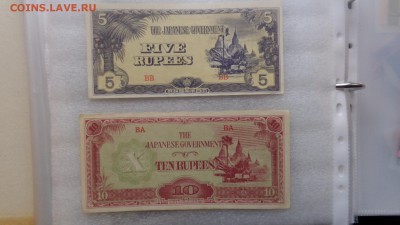 COINS.LAVE.RU
5 5
THE JAPANESE GOVERNMENT
FIVE
RUPEES
BB BB
5 5
BA BA
THE
JAPANESE GOVERNMENT
TEN RUPEES
10 10 10